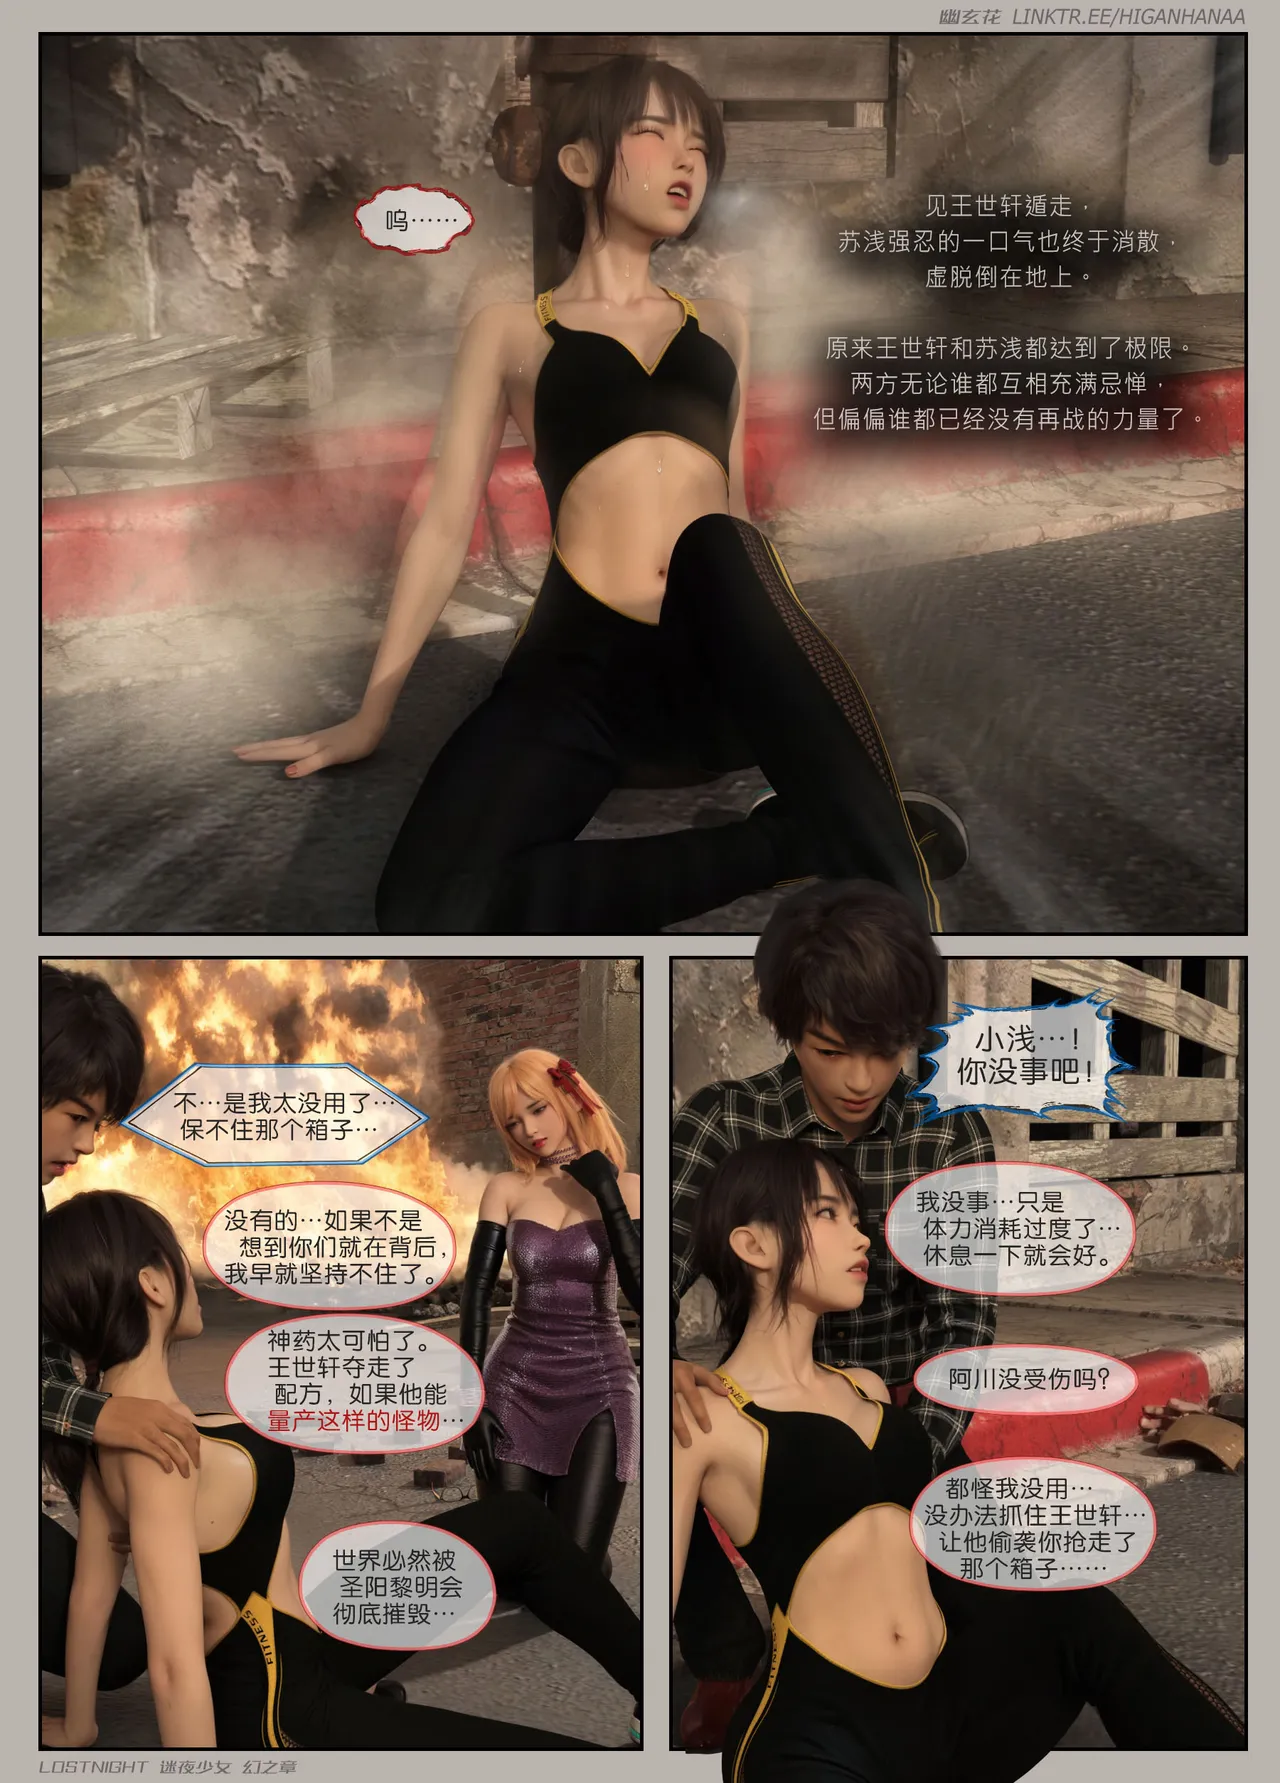 幽玄花 LINKTR.EE/HIGANHANAA
呜……
见王世轩遁走，
苏浅强忍的一口气也终于消散，
虚脱倒在地上。
原来王世轩和苏浅都达到了极限。
两方无论谁都互相充满忌惮，
但偏偏谁都已经没有再战的力量了。
小浅…！
你没事吧！
我没事…只是
体力消耗过度了…
休息一下就会好。
阿川没受伤吗？
都怪我没用…
没办法抓住王世轩…
让他偷袭你抢走了
那个箱子……
不…是我太没用了…
保不住那个箱子…
没有的…如果不是
想到你们就在背后，
我早就坚持不住了。
神药太可怕了。
王世轩夺走了
配方，如果他能
量产这样的怪物…
世界必然被
圣阳黎明会
彻底摧毁…
FITNESS
FITNESS
LOSTNIGHT 迷夜少女 幻之章